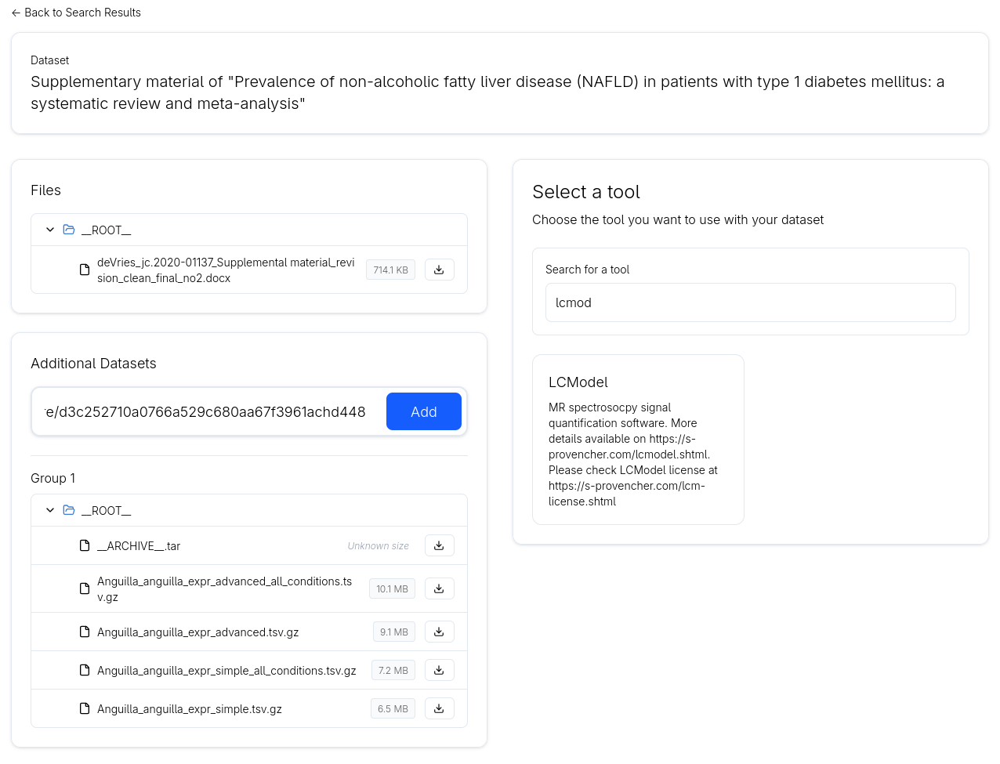 ← Back to Search Results
Dataset
Supplementary material of "Prevalence of non-alcoholic fatty liver disease (NAFLD) in patients with type 1 diabetes mellitus: a
systematic review and meta-analysis"
Files
__ROOT__
deVries_jc.2020-01137_Supplemental material_revi
sion_clean_final_no2.docx
714.1 KB
Additional Datasets
e/d3c252710a0766a529c680aa67f3961achd448
Add
Group 1
__ROOT__
__ARCHIVE__.tar
Unknown size
Anguilla_anguilla_expr_advanced_all_conditions.ts
v.gz
10.1 MB
Anguilla_anguilla_expr_advanced.tsv.gz
9.1 MB
Anguilla_anguilla_expr_simple_all_conditions.tsv.gz
7.2 MB
Anguilla_anguilla_expr_simple.tsv.gz
6.5 MB
Select a tool
Choose the tool you want to use with your dataset
Search for a tool
lcmod
LCModel
MR spectrosocpy signal
quantification software. More
details available on https://s-
provencher.com/lcmodel.shtml.
Please check LCModel license at
https://s-provencher.com/lcm-
license.shtml